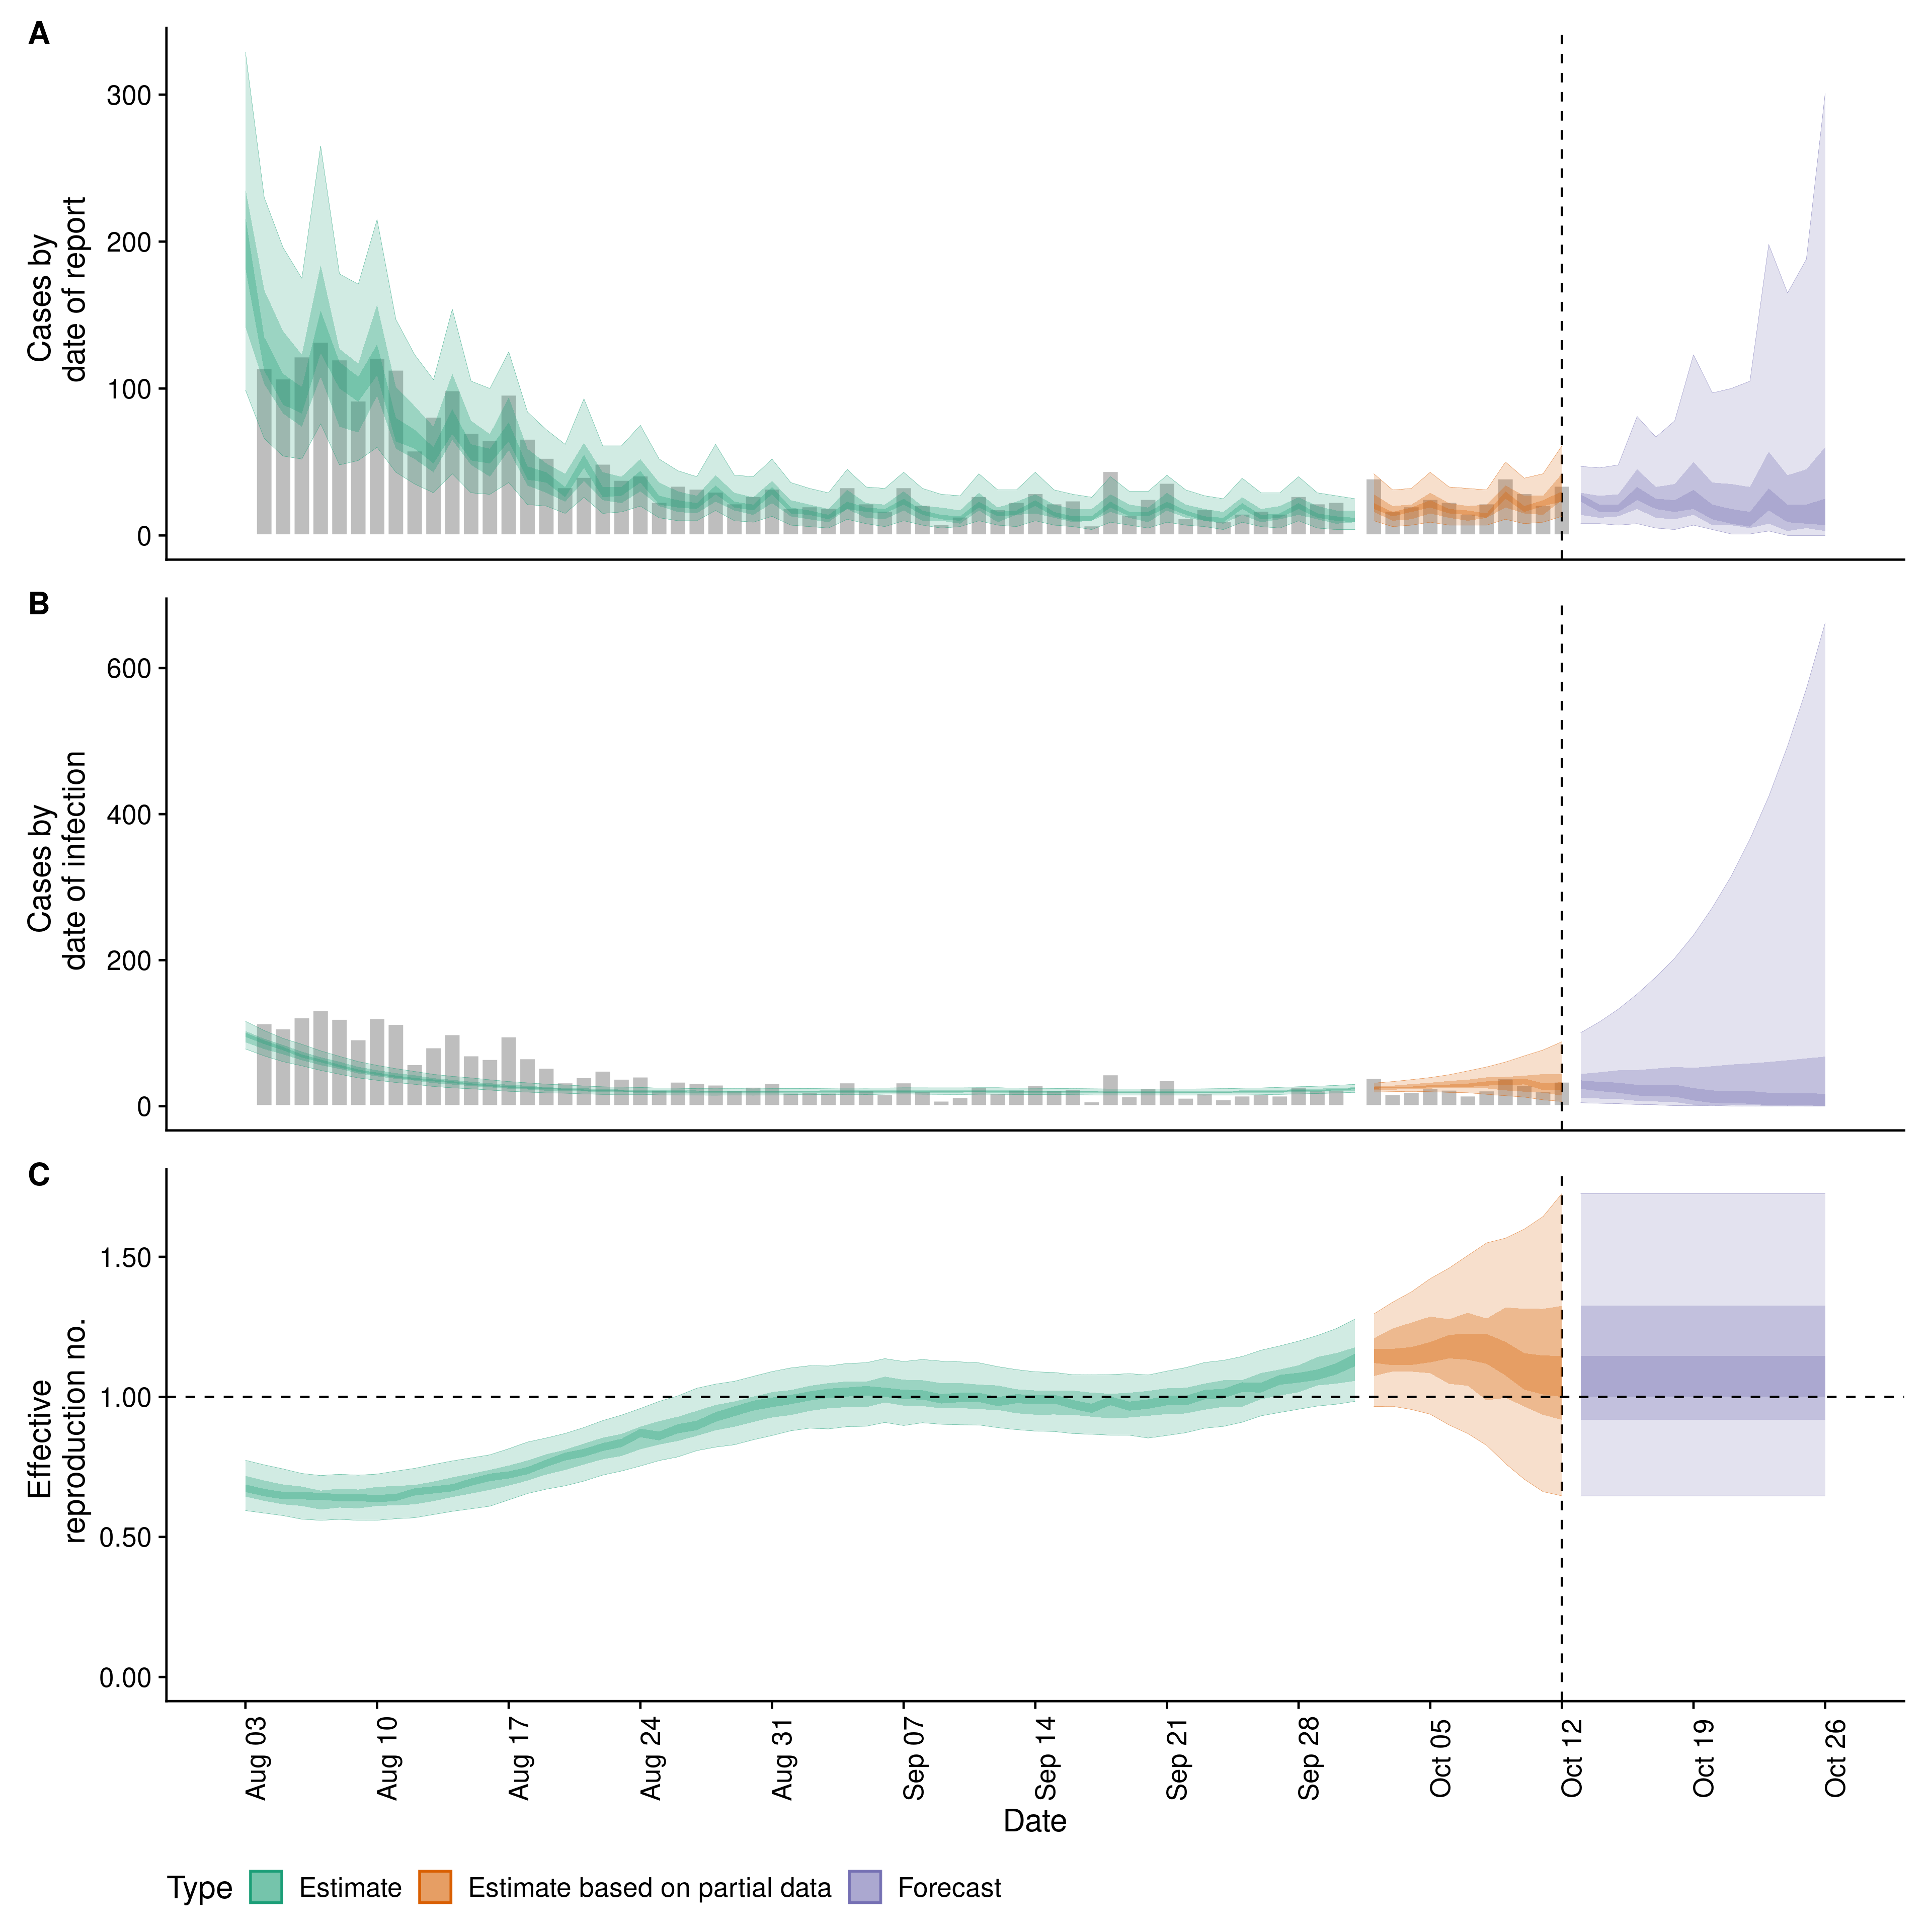 A
Cases by
date of report
300
200
100
0
B
Cases by
date of infection
600
400
200
0
C
Effective
reproduction no.
1.50
1.00
0.50
0.00
Aug 03
Aug 10
Aug 17
Aug 24
Aug 31
Sep 07
Sep 14
Sep 21
Sep 28
Oct 05
Oct 12
Oct 19
Oct 26
Date
Type Estimate Estimate based on partial data Forecast